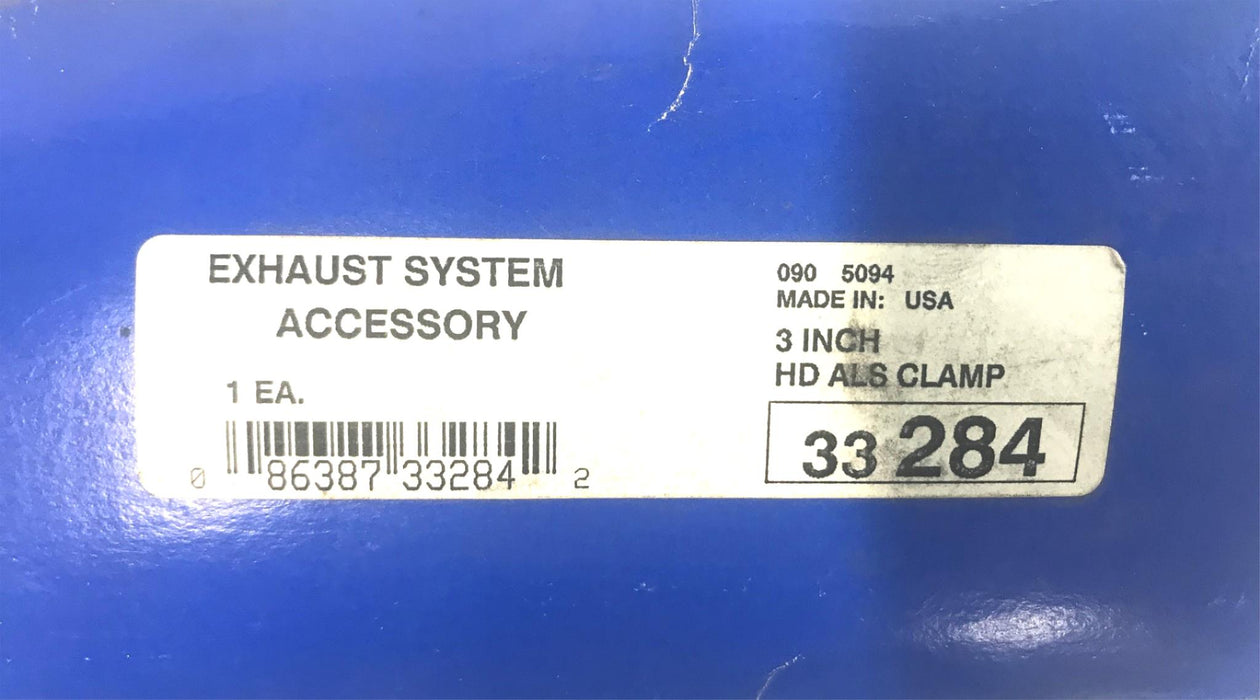 EXHAUST SYSTEM
ACCESSORY
1 EA.
0 86387 33284 2
090 5094
MADE IN: USA
3 INCH
HD ALS CLAMP
33 284